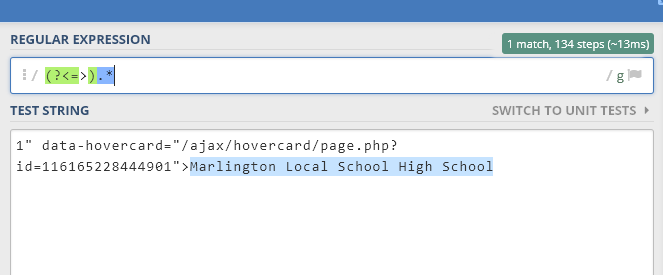 REGULAR EXPRESSION
1 match, 134 steps (~13ms)
/ (?<=>).* / g
TEST STRING
SWITCH TO UNIT TESTS
1" data-hovercard="/ajax/hovercard/page.php?
id=116165228444901">Marlington Local School High School